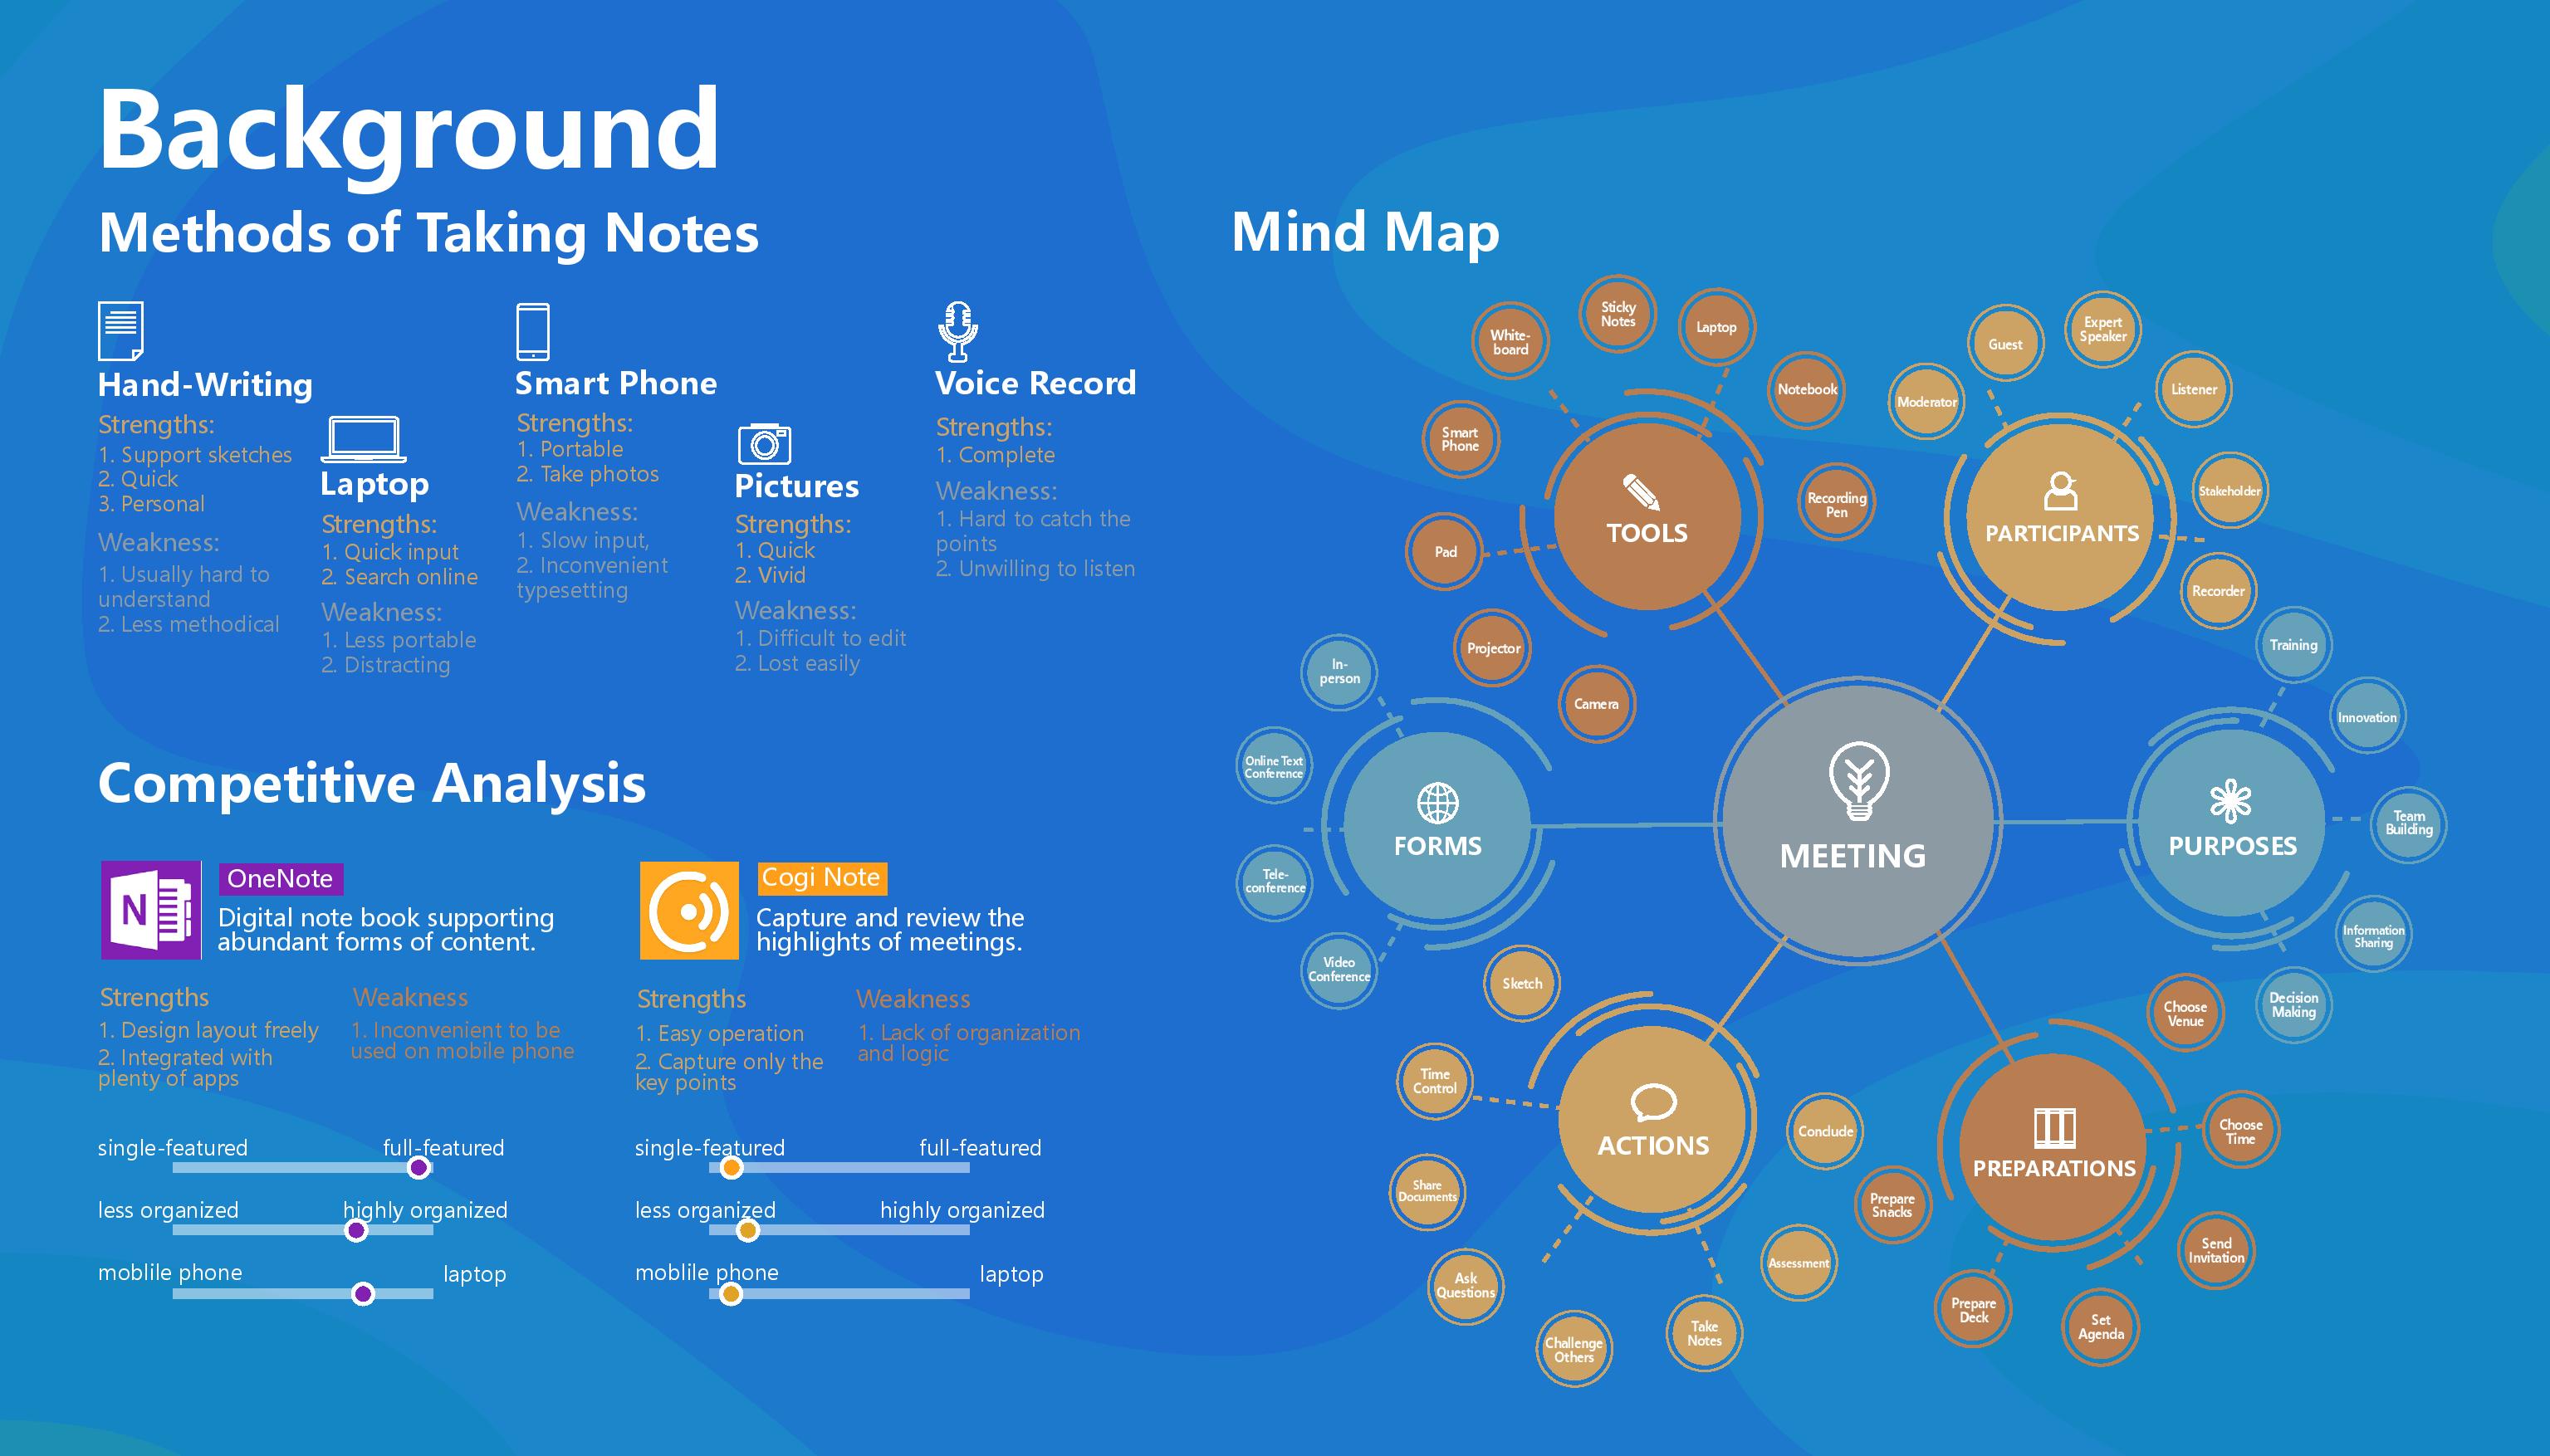 Background
Methods of Taking Notes
Hand-Writing
Strengths:
1. Support sketches
2. Quick
3. Personal
Weakness:
1. Usually hard to
understand
2. Less methodical
Laptop
Strengths:
1. Quick input
2. Search online
Weakness:
1. Less portable
2. Distracting
Smart Phone
Strengths:
1. Portable
2. Take photos
Weakness:
1. Slow input,
2. Inconvenient
typesetting
Pictures
Strengths:
1. Quick
2. Vivid
Weakness:
1. Difficult to edit
2. Lost easily
Voice Record
Strengths:
1. Complete
Weakness:
1. Hard to catch the
points
2. Unwilling to listen
Competitive Analysis
N
OneNote
Digital note book supporting
abundant forms of content.
Strengths
1. Design layout freely
2. Integrated with
plenty of apps
Weakness
1. Inconvenient to be
used on mobile phone
single-featured
full-featured
less organized
highly organized
moblile phone
laptop
Cogi Note
Capture and review the
highlights of meetings.
Strengths
1. Easy operation
2. Capture only the
key points
Weakness
1. Lack of organization
and logic
single-featured
full-featured
less organized
highly organized
moblile phone
laptop
Mind Map
MEETING
TOOLS
Pad
Smart
Phone
White-
board
Sticky
Notes
Laptop
Notebook
Recording
Pen
Projector
Camera
PARTICIPANTS
Moderator
Guest
Expert
Speaker
Listener
Stakeholder
Recorder
FORMS
In-
person
Online Text
Conference
Tele-
conference
Video
Conference
PURPOSES
Training
Innovation
Team
Building
Information
Sharing
Decision
Making
ACTIONS
Sketch
Time
Control
Share
Documents
Ask
Questions
Challenge
Others
Take
Notes
Assessment
Conclude
PREPARATIONS
Choose
Venue
Choose
Time
Send
Invitation
Set
Agenda
Prepare
Deck
Prepare
Snacks